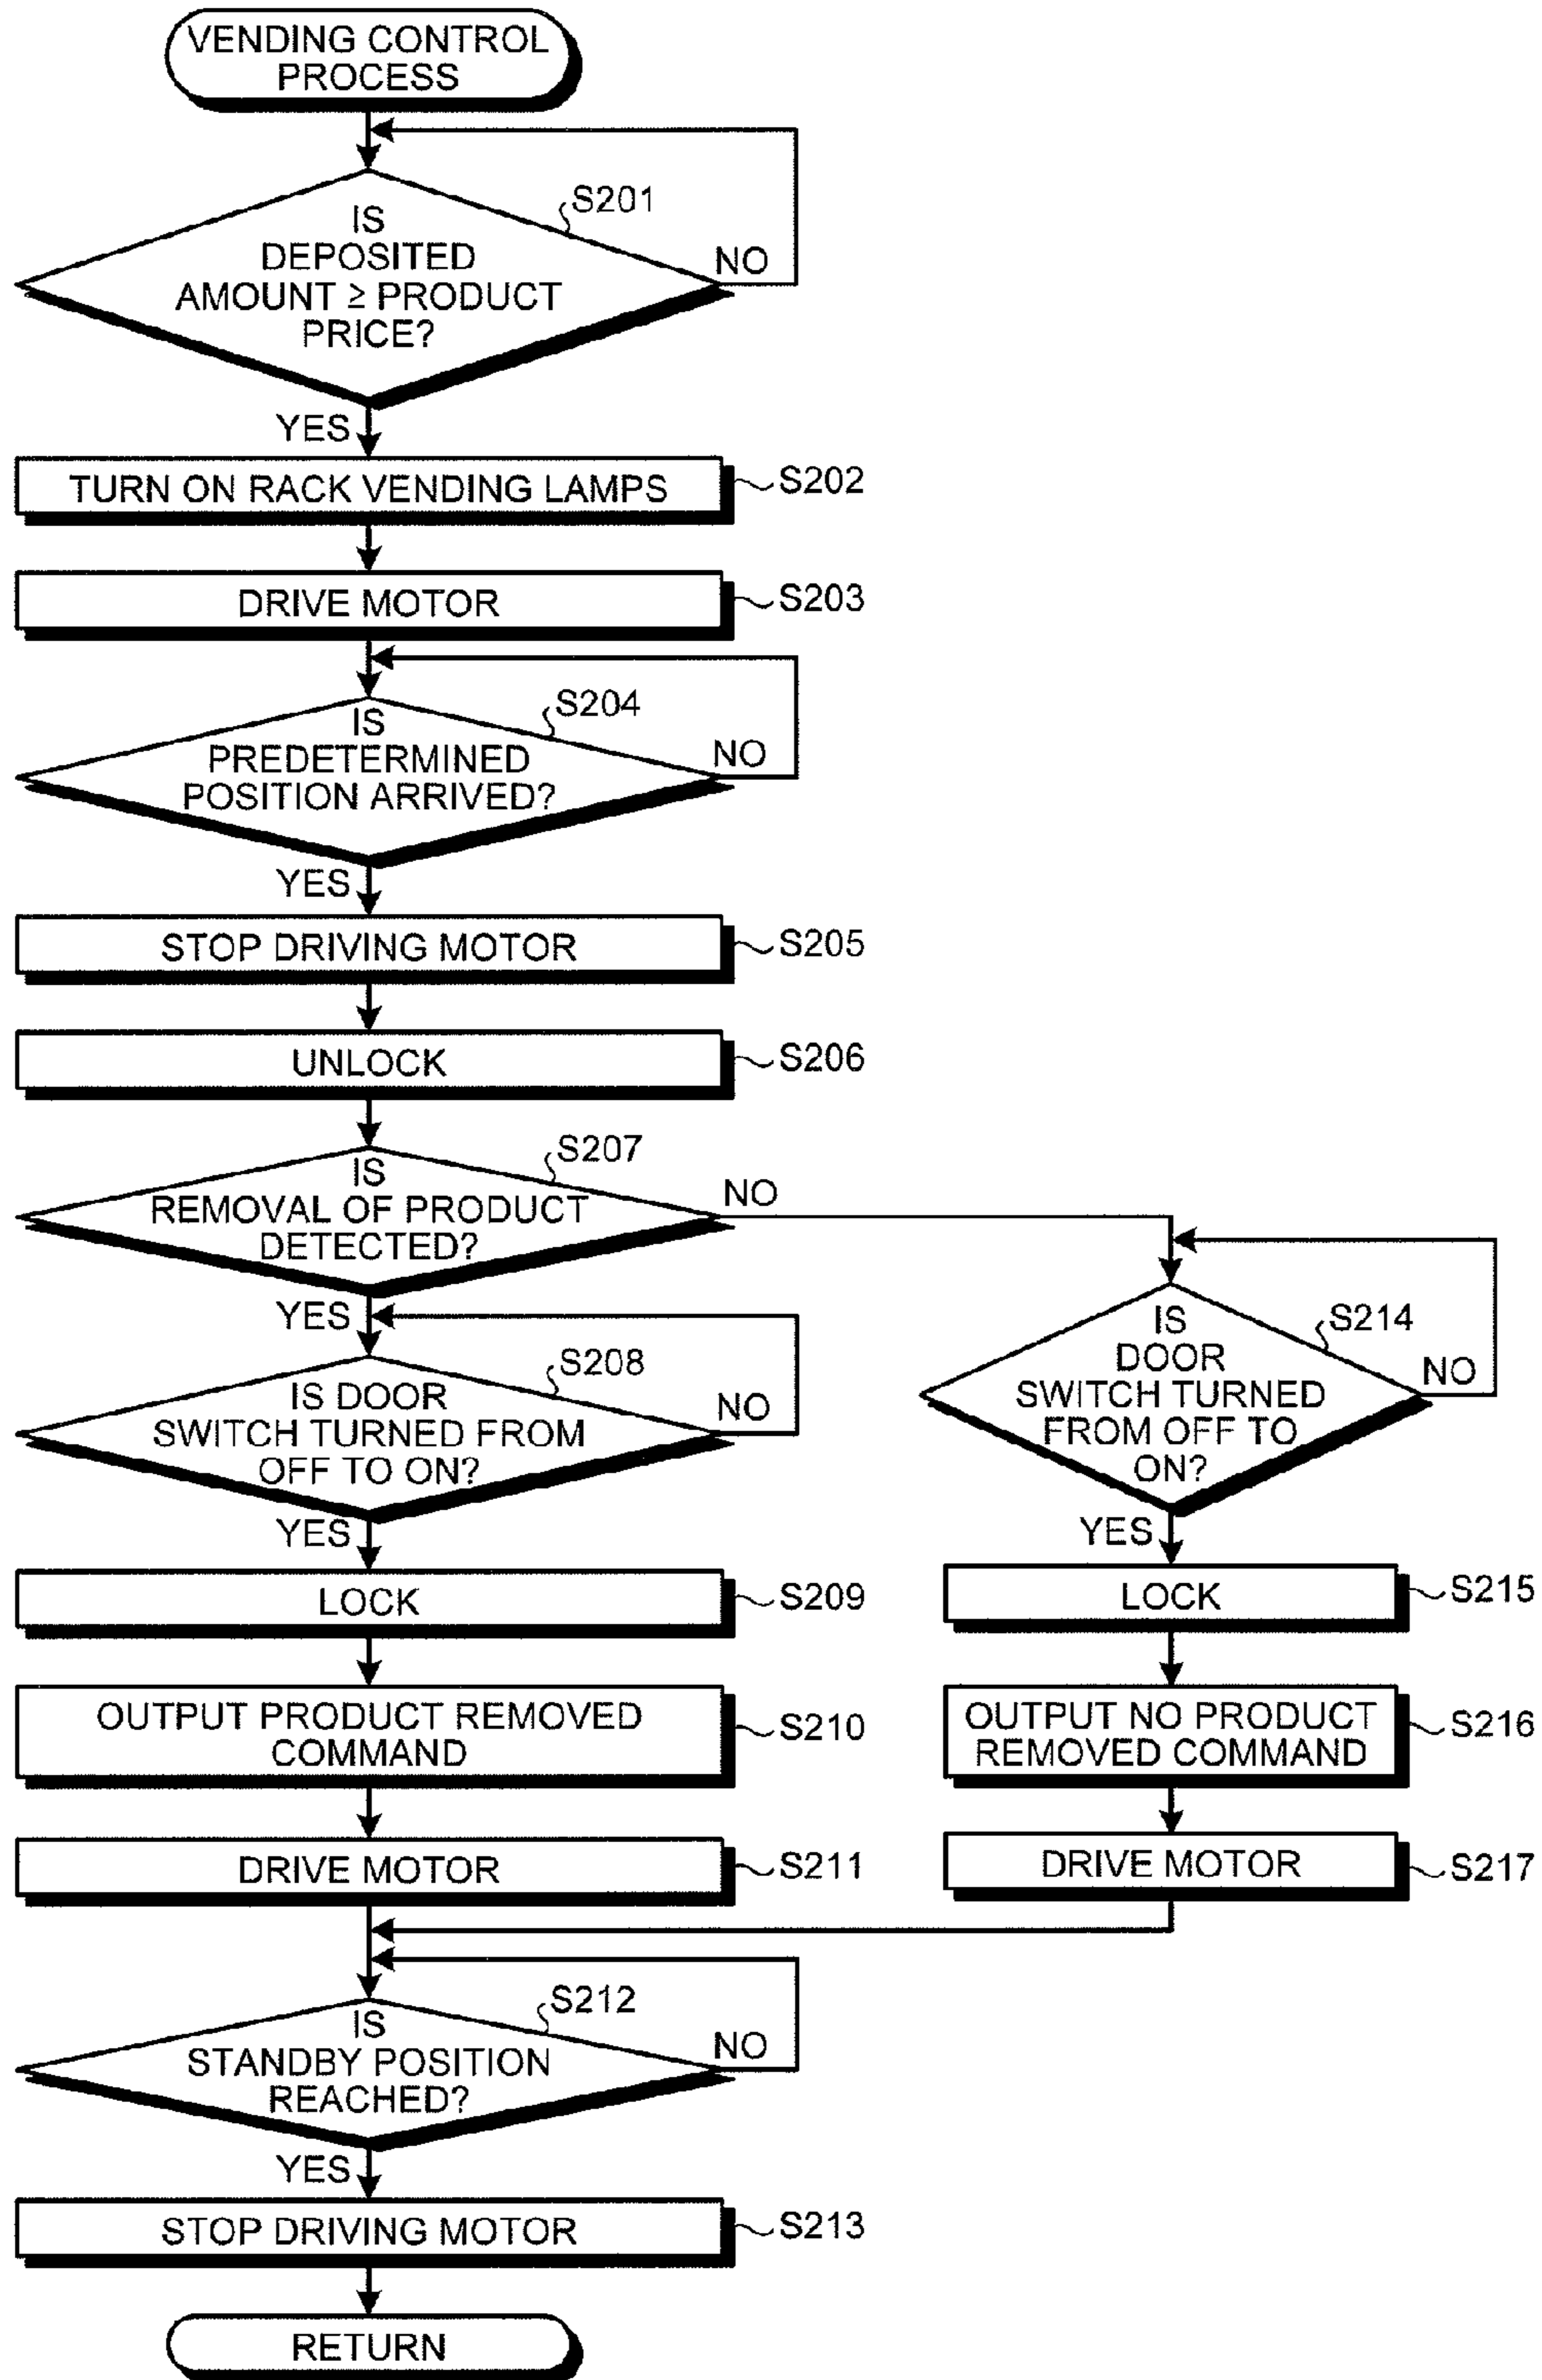 VENDING CONTROL
PROCESS
S201
IS
DEPOSITED
AMOUNT ≥ PRODUCT
PRICE?
NO
YES
TURN ON RACK VENDING LAMPS
S202
DRIVE MOTOR
S203
S204
IS
PREDETERMINED
POSITION ARRIVED?
NO
YES
STOP DRIVING MOTOR
S205
UNLOCK
S206
S207
IS
REMOVAL OF PRODUCT
DETECTED?
NO
YES
S208
IS DOOR
SWITCH TURNED FROM
OFF TO ON?
NO
YES
LOCK
S209
OUTPUT PRODUCT REMOVED
COMMAND
S210
DRIVE MOTOR
S211
S214
IS
DOOR
SWITCH TURNED
FROM OFF TO
ON?
NO
YES
LOCK
S215
OUTPUT NO PRODUCT
REMOVED COMMAND
S216
DRIVE MOTOR
S217
S212
IS
STANDBY POSITION
REACHED?
NO
YES
STOP DRIVING MOTOR
S213
RETURN